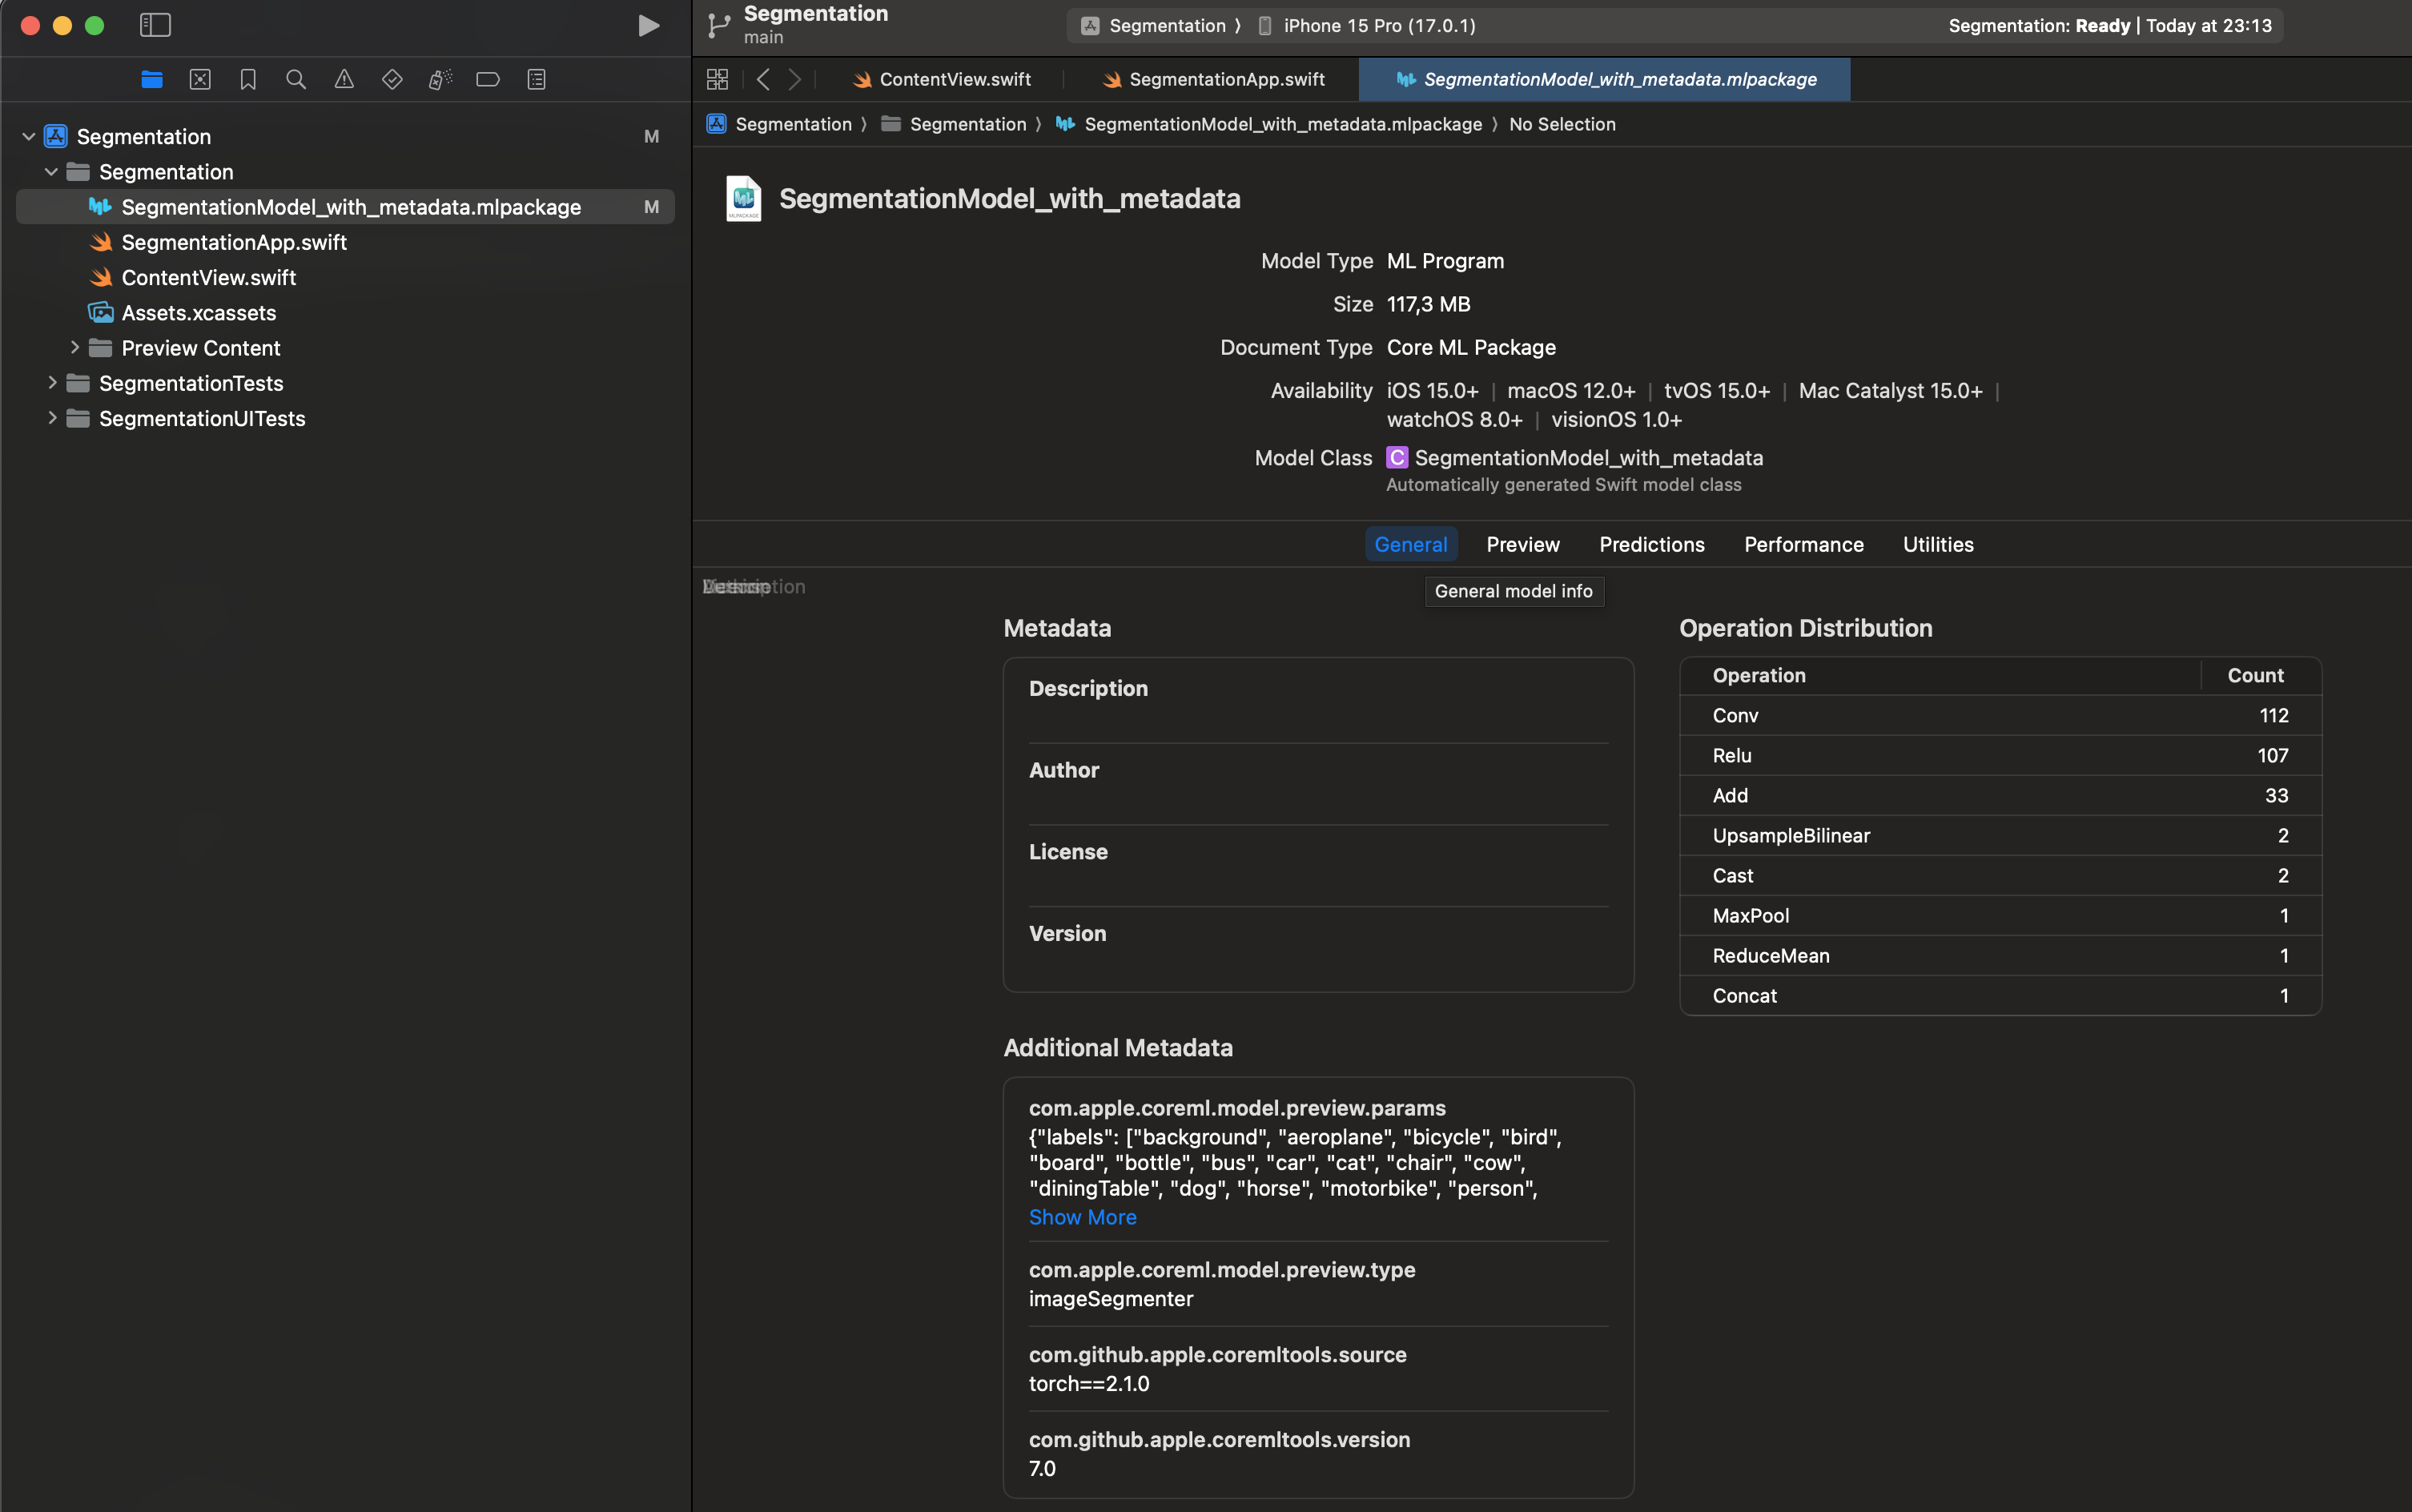 Segmentation
main
Segmentation ⟩ iPhone 15 Pro (17.0.1)
Segmentation: Ready | Today at 23:13
ContentView.swift
SegmentationApp.swift
SegmentationModel_with_metadata.mlpackage
Segmentation ⟩ Segmentation ⟩ SegmentationModel_with_metadata.mlpackage ⟩ No Selection
Segmentation M
Segmentation
SegmentationModel_with_metadata.mlpackage M
SegmentationApp.swift
ContentView.swift
Assets.xcassets
Preview Content
SegmentationTests
SegmentationUITests
MLPACKAGE
SegmentationModel_with_metadata
Model Type ML Program
Size 117,3 MB
Document Type Core ML Package
Availability iOS 15.0+ | macOS 12.0+ | tvOS 15.0+ | Mac Catalyst 15.0+ |
watchOS 8.0+ | visionOS 1.0+
Model Class C SegmentationModel_with_metadata
Automatically generated Swift model class
General Preview Predictions Performance Utilities
General model info
Metadata
Description
Author
License
Version
Additional Metadata
com.apple.coreml.model.preview.params
{"labels": ["background", "aeroplane", "bicycle", "bird",
"board", "bottle", "bus", "car", "cat", "chair", "cow",
"diningTable", "dog", "horse", "motorbike", "person",
Show More
com.apple.coreml.model.preview.type
imageSegmenter
com.github.apple.coremltools.source
torch==2.1.0
com.github.apple.coremltools.version
7.0
Operation Distribution
Operation Count
Conv 112
Relu 107
Add 33
UpsampleBilinear 2
Cast 2
MaxPool 1
ReduceMean 1
Concat 1